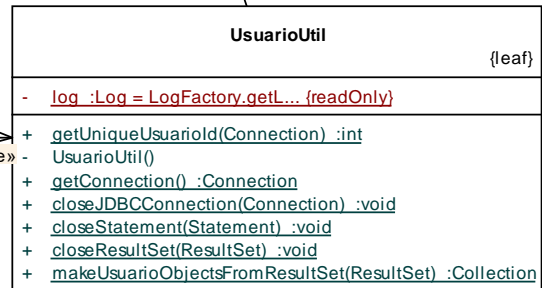 UsuarioUtil
{leaf}
- log :Log = LogFactory.getL... {readOnly}
+ getUniqueUsuarioId(Connection) :int
e» - UsuarioUtil()
+ getConnection() :Connection
+ closeJDBCConnection(Connection) :void
+ closeStatement(Statement) :void
+ closeResultSet(ResultSet) :void
+ makeUsuarioObjectsFromResultSet(ResultSet) :Collection